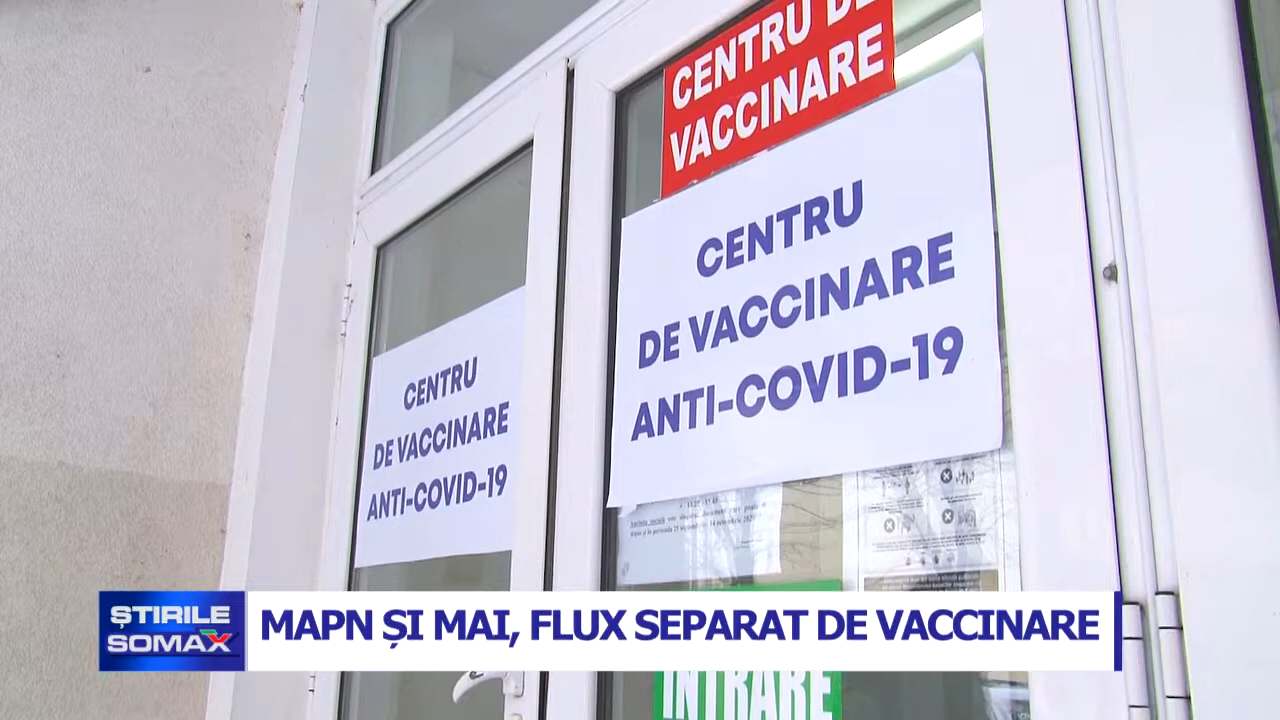 CENTRU DE
VACCINARE
CENTRU
DE VACCINARE
ANTI-COVID-19
CENTRU
DE VACCINARE
ANTI-COVID-19
ȘTIRILE
SOMAX
MAPN ȘI MAI, FLUX SEPARAT DE VACCINARE
INTRARE